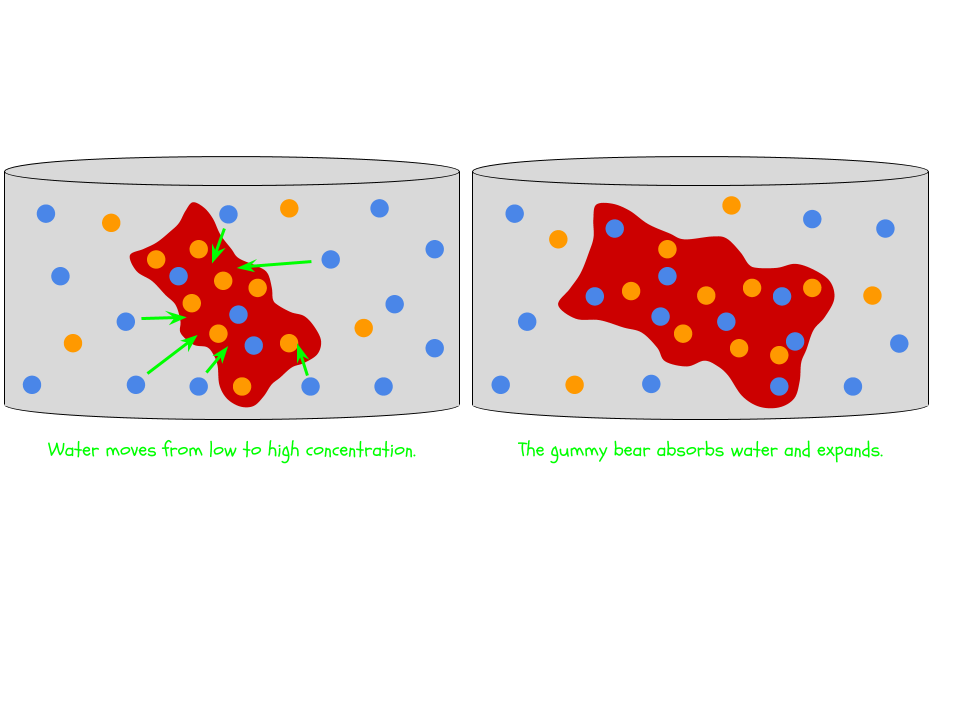 Water moves from low to high concentration.
The gummy bear absorbs water and expands.